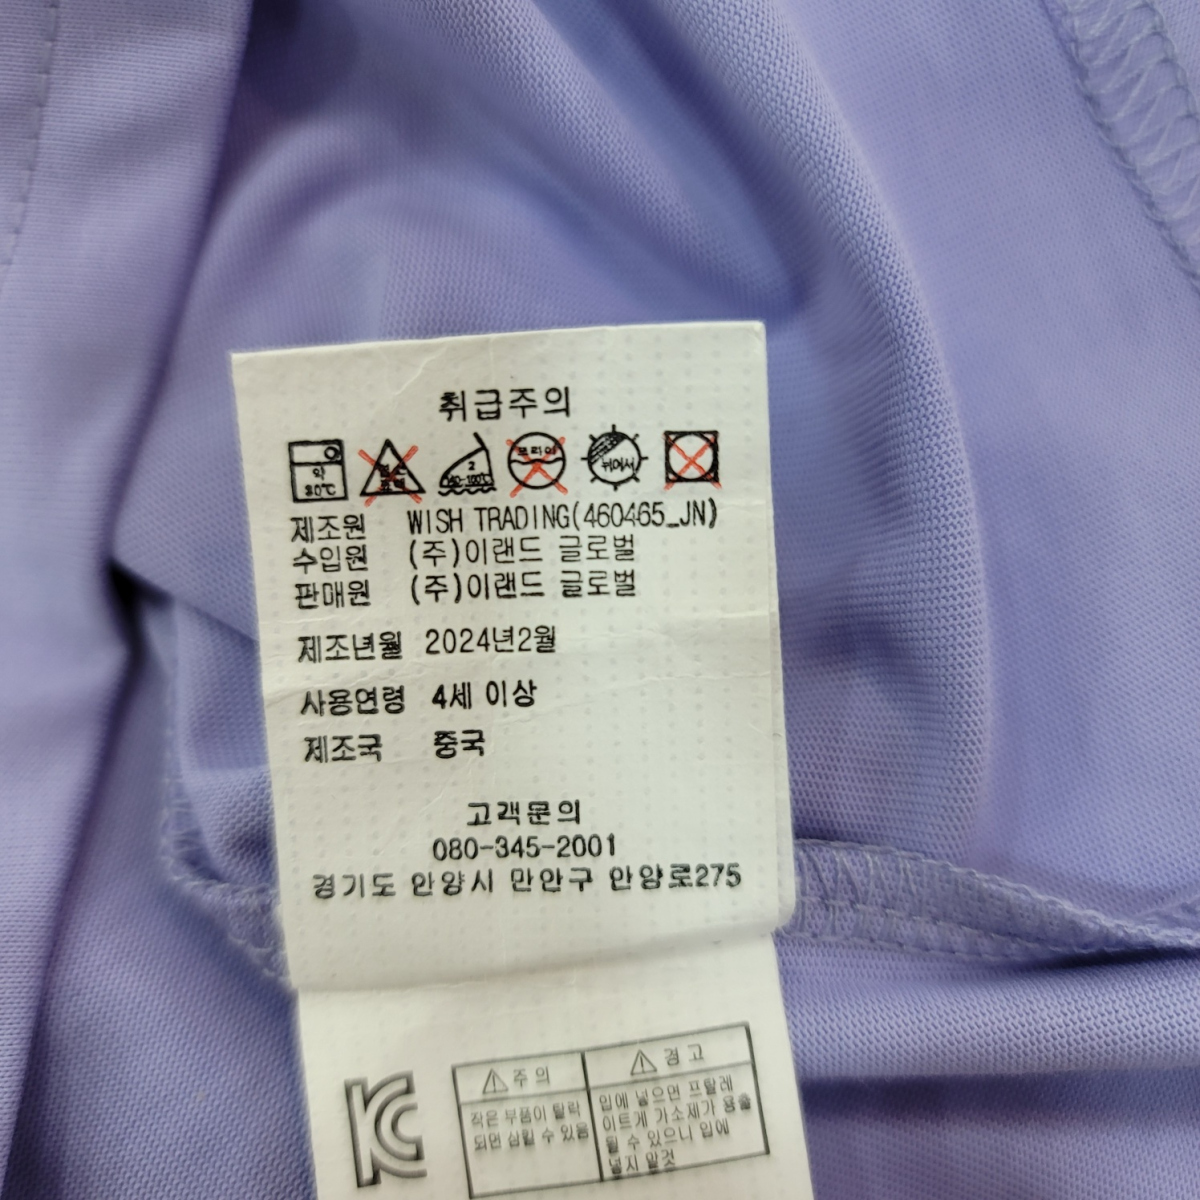 취급주의
약
30℃
드라이
뉘어서
제조원 WISH TRADING(460465_JN)
수입원 (주)이랜드 글로벌
판매원 (주)이랜드 글로벌
제조년월 2024년2월
사용연령 4세 이상
제조국 중국
고객문의
080-345-2001
경기도 안양시 만안구 안양로275
주의
작은 부품이 탈락
되면 삼킬 수 있음
경고
입에 넣으면 프탈레
이트계 가소제가 용출
될 수 있으니 입에
넣지 말것
KC